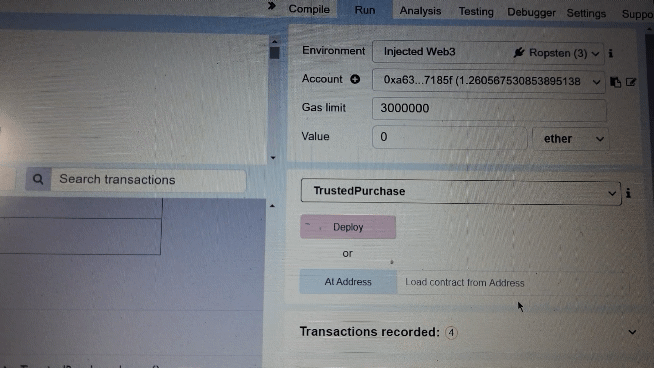 » Compile Run Analysis Testing Debugger Settings Suppo
Environment Injected Web3 Ropsten (3) i
Account 0xa63...7185f (1.260567530853895138
Gas limit 3000000
Value 0 ether
Search transactions
TrustedPurchase i
Deploy
or
At Address Load contract from Address
Transactions recorded: 4